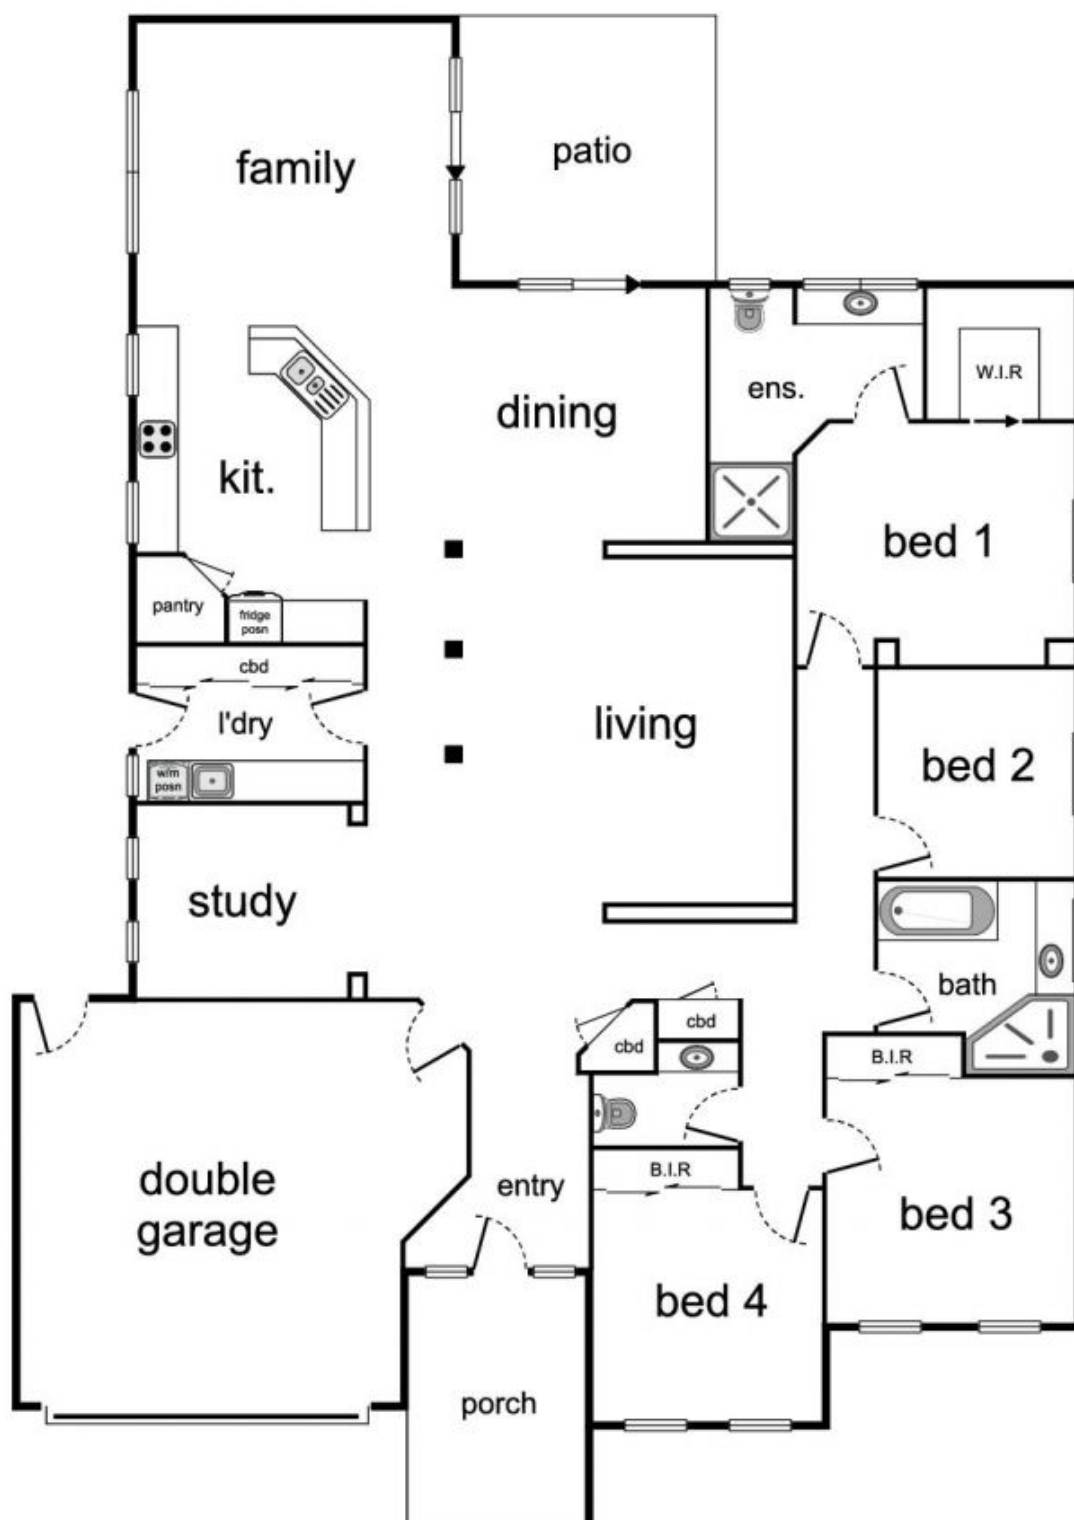 family
patio
W.I.R
ens.
dining
kit.
bed 1
pantry
fridge
posn
cbd
l'dry
living
w/m
posn
bed 2
study
bath
cbd
cbd
B.I.R
B.I.R
double
garage
entry
bed 3
bed 4
porch